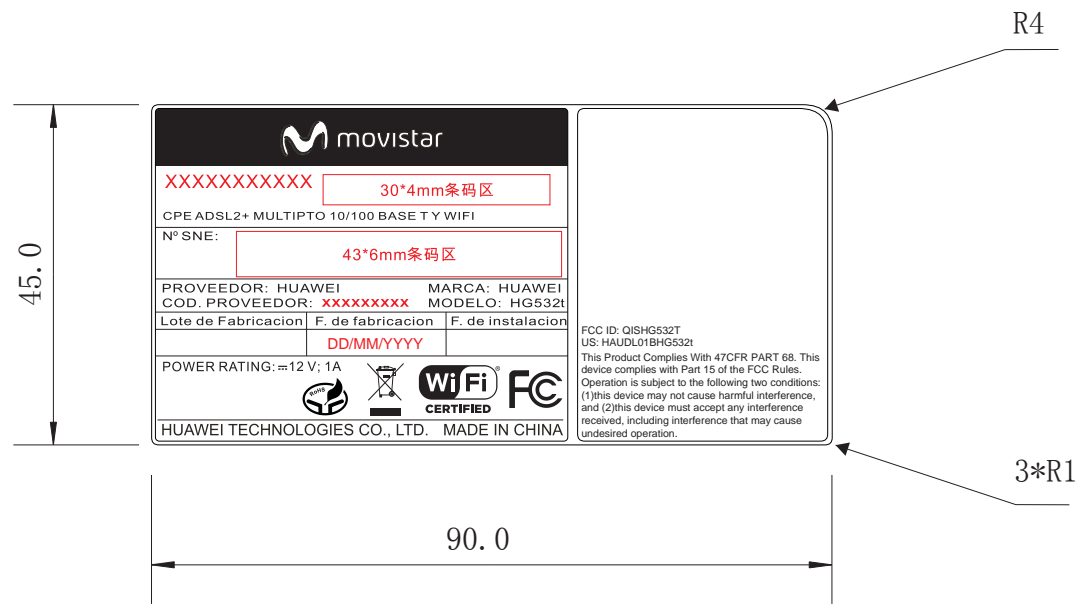 R4
movistar
XXXXXXXXXXX
30*4mm条码区
CPE ADSL2+ MULTIPTO 10/100 BASE T Y WIFI
Nº SNE:
43*6mm条码区
PROVEEDOR: HUAWEI MARCA: HUAWEI
COD. PROVEEDOR: XXXXXXXXX MODELO: HG532t
Lote de Fabricacion F. de fabricacion F. de instalacion
DD/MM/YYYY
POWER RATING: ⎓12 V; 1A
RoHS
Wi Fi ®
CERTIFIED
FC
HUAWEI TECHNOLOGIES CO., LTD. MADE IN CHINA
FCC ID: QISHG532T
US: HAUDL01BHG532t
This Product Complies With 47CFR PART 68. This
device complies with Part 15 of the FCC Rules.
Operation is subject to the following two conditions:
(1)this device may not cause harmful interference,
and (2)this device must accept any interference
received, including interference that may cause
undesired operation.
45.0
3*R1
90.0